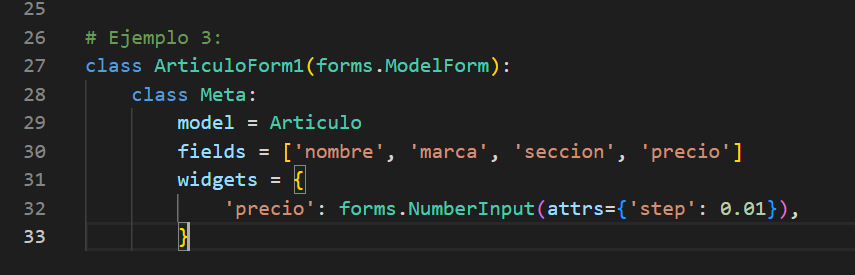 25
26 # Ejemplo 3:
27 class ArticuloForm1(forms.ModelForm):
28     class Meta:
29         model = Articulo
30         fields = ['nombre', 'marca', 'seccion', 'precio']
31         widgets = {
32             'precio': forms.NumberInput(attrs={'step': 0.01}),
33         }